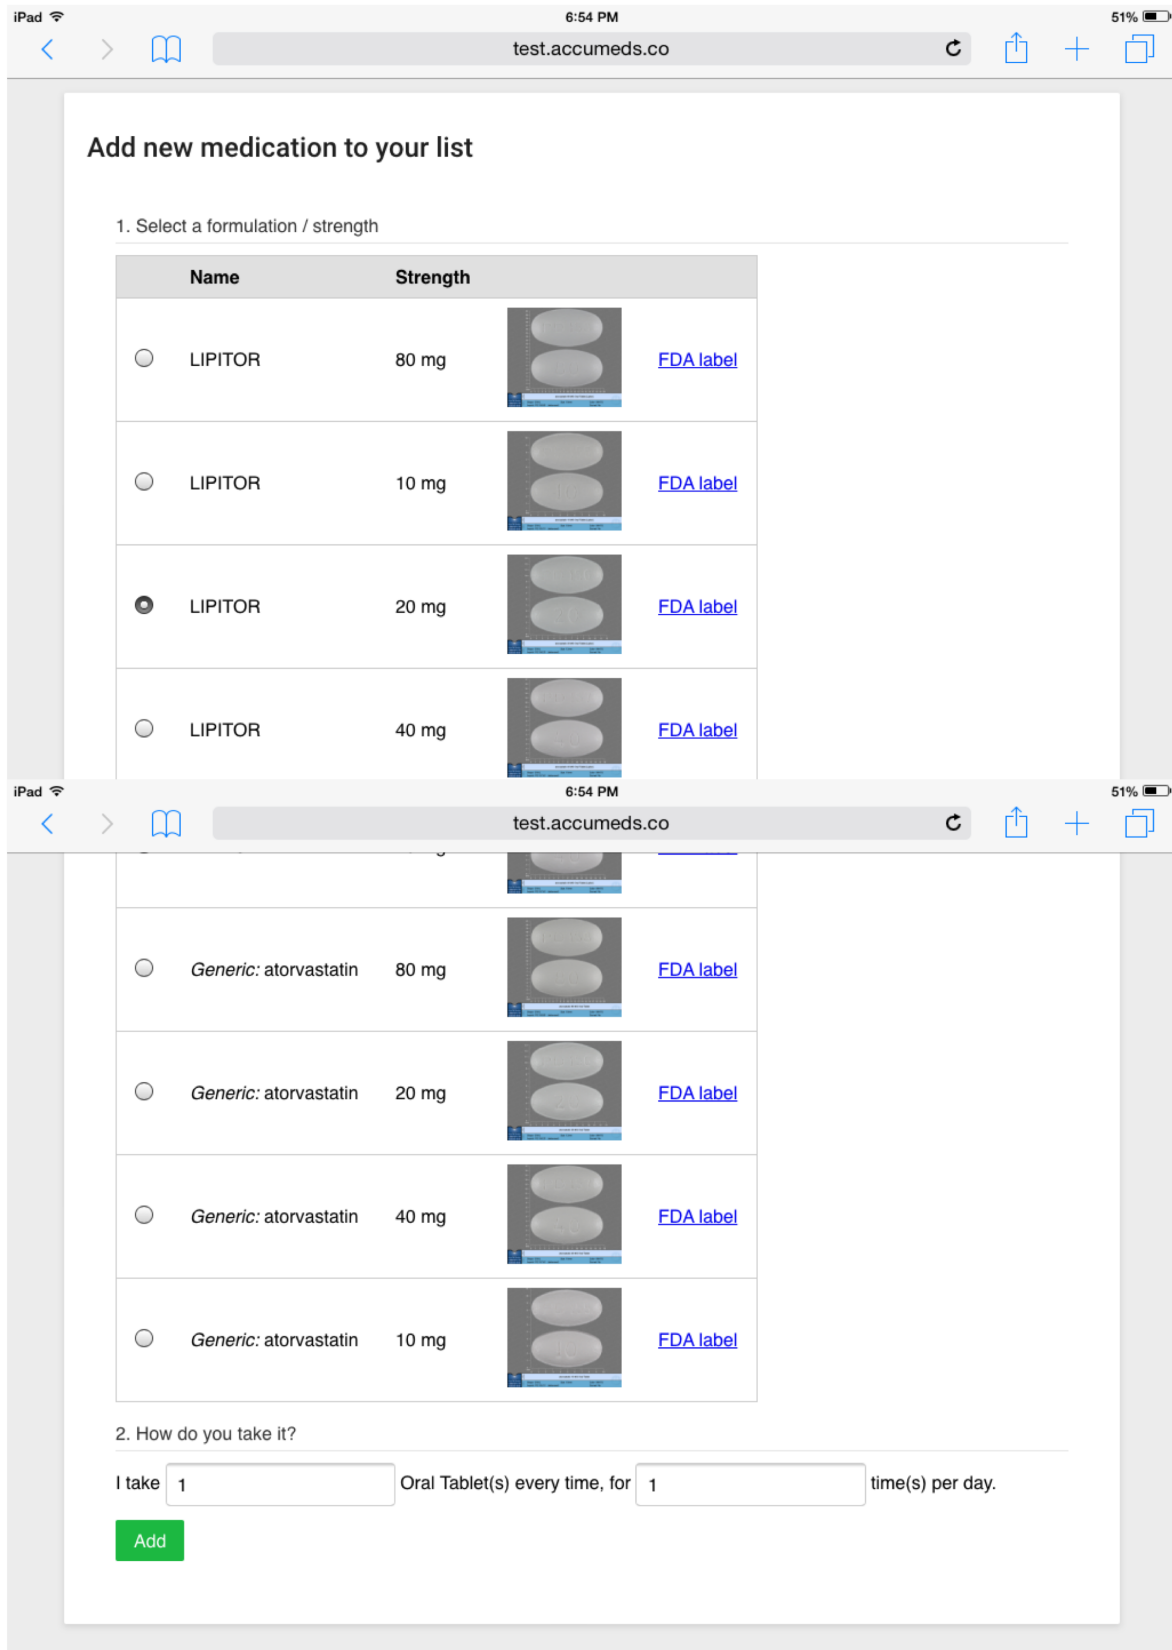 iPad 6:54 PM 51%
test.accumeds.co
Add new medication to your list
1. Select a formulation / strength
Name Strength
LIPITOR 80 mg FDA label
LIPITOR 10 mg FDA label
LIPITOR 20 mg FDA label
LIPITOR 40 mg FDA label
iPad 6:54 PM 51%
test.accumeds.co
Generic: atorvastatin 80 mg FDA label
Generic: atorvastatin 20 mg FDA label
Generic: atorvastatin 40 mg FDA label
Generic: atorvastatin 10 mg FDA label
2. How do you take it?
I take 1 Oral Tablet(s) every time, for 1 time(s) per day.
Add